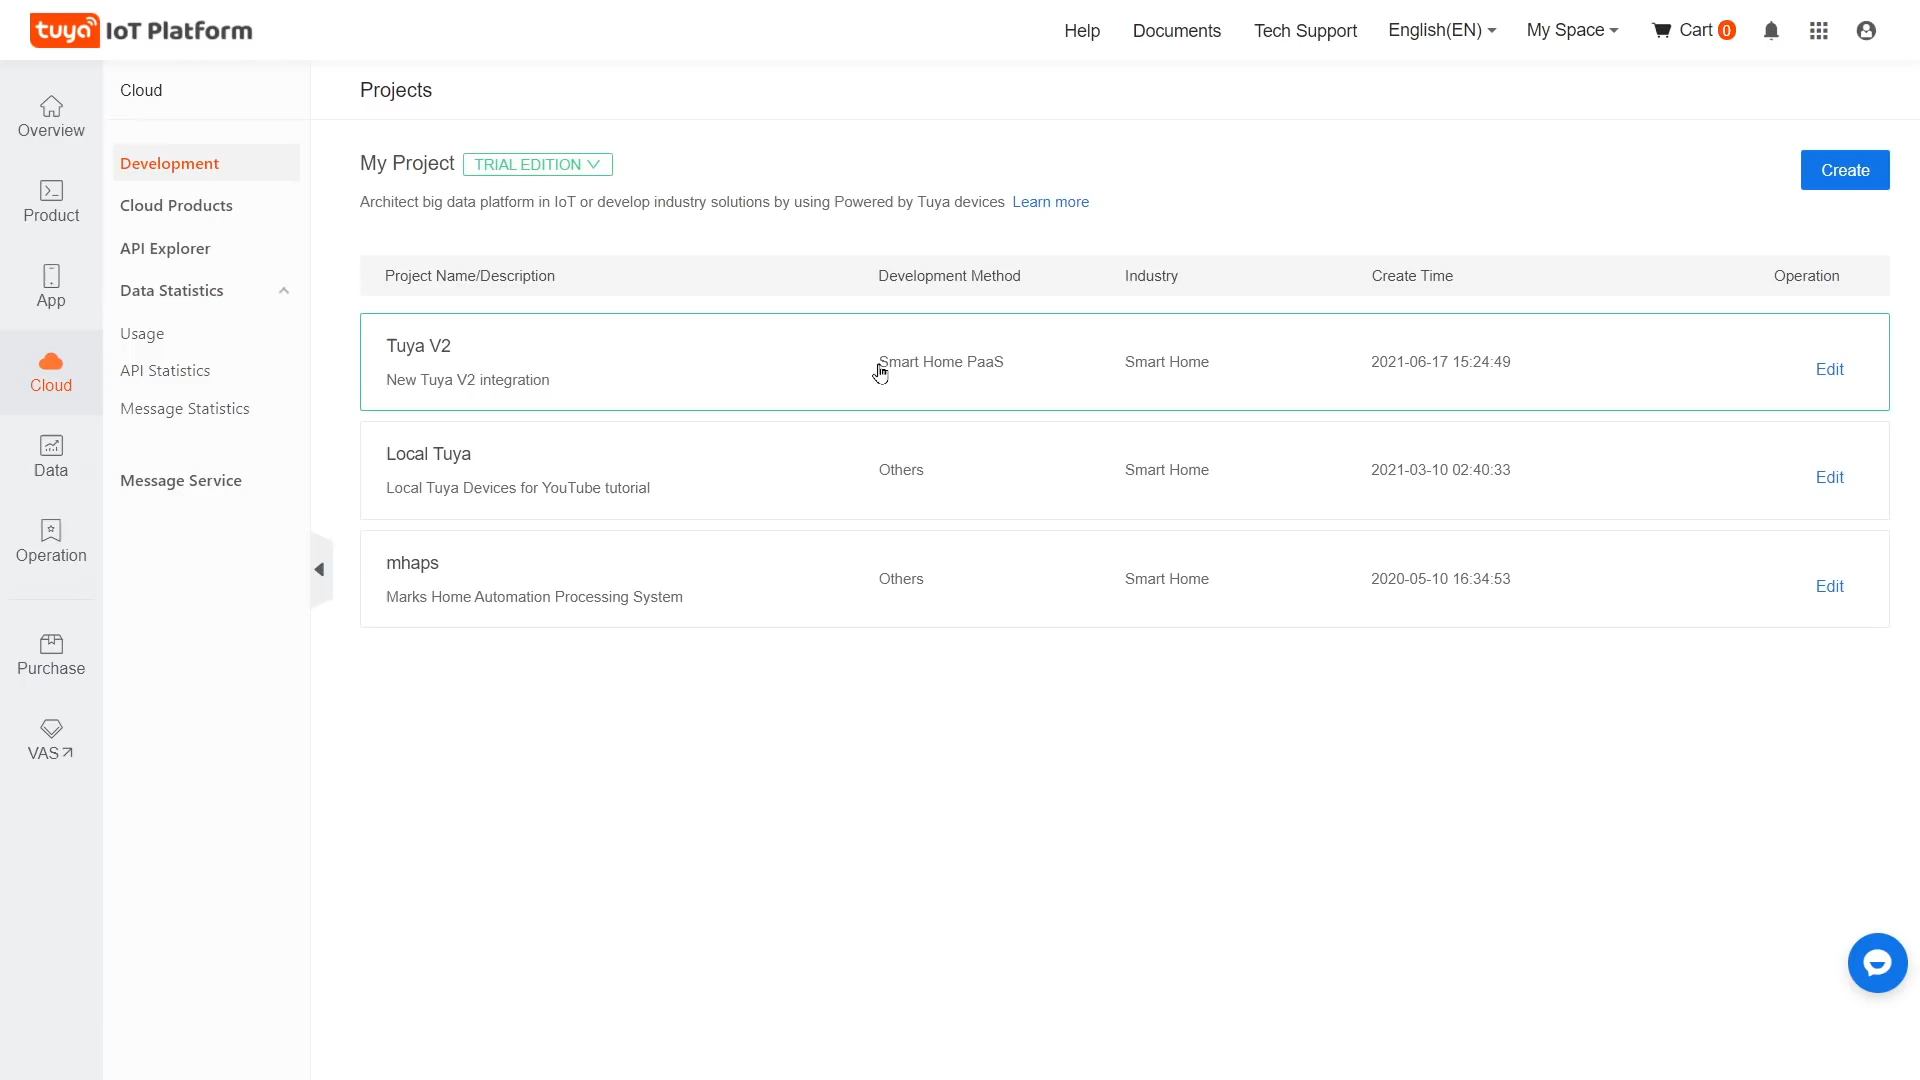 tuya IoT Platform
Help Documents Tech Support English(EN) My Space Cart 0
Overview
Product
App
Cloud
Data
Operation
Purchase
VAS
Cloud
Development
Cloud Products
API Explorer
Data Statistics
Usage
API Statistics
Message Statistics
Message Service
Projects
My Project TRIAL EDITION
Create
Architect big data platform in IoT or develop industry solutions by using Powered by Tuya devices Learn more
Project Name/Description Development Method Industry Create Time Operation
Tuya V2
New Tuya V2 integration
Smart Home PaaS Smart Home 2021-06-17 15:24:49 Edit
Local Tuya
Local Tuya Devices for YouTube tutorial
Others Smart Home 2021-03-10 02:40:33 Edit
mhaps
Marks Home Automation Processing System
Others Smart Home 2020-05-10 16:34:53 Edit